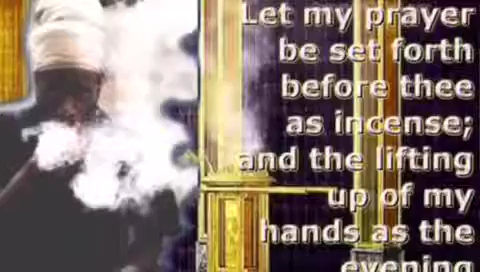 Let my prayer
be set forth
before thee
as incense;
and the lifting
up of my
hands as the
evening